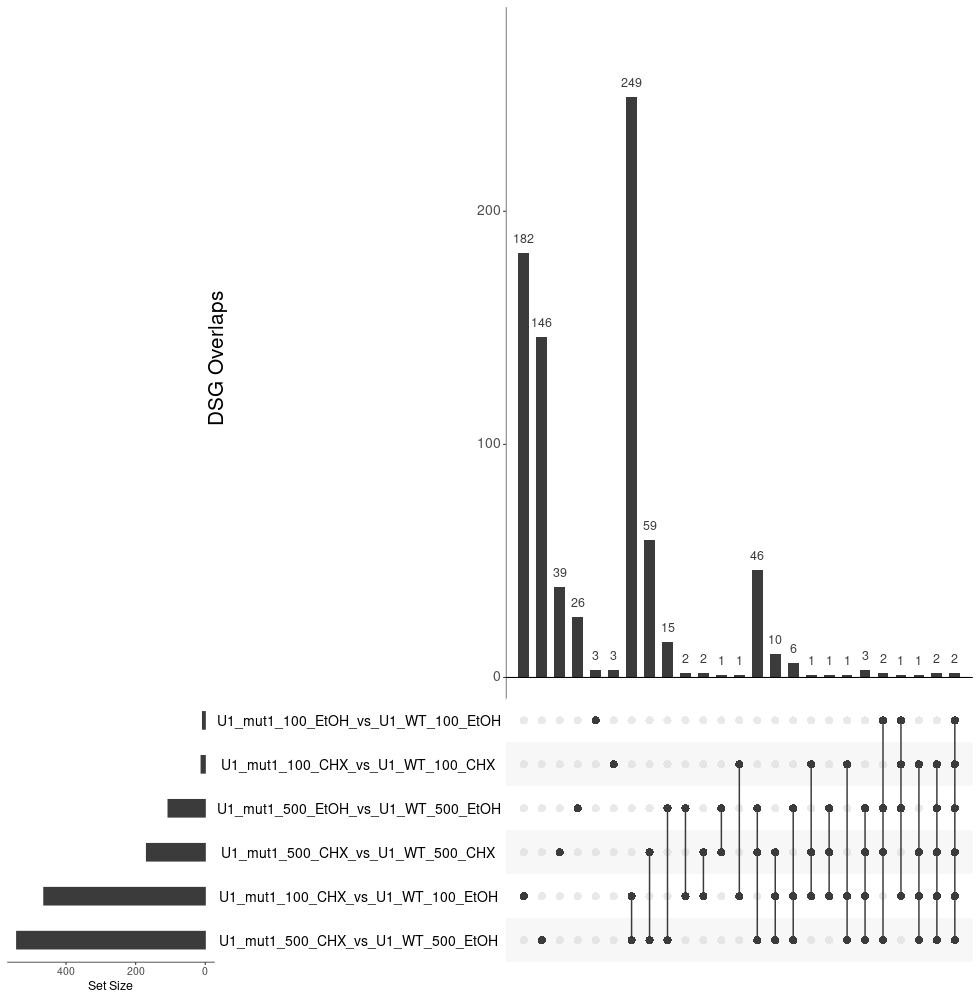 249
200
182
146
DSG Overlaps
100
59
46
39
26
15
10
6
3 3 2 2 1 1 1 1 1 3 2 1 1 2 2
0
U1_mut1_100_EtOH_vs_U1_WT_100_EtOH
U1_mut1_100_CHX_vs_U1_WT_100_CHX
U1_mut1_500_EtOH_vs_U1_WT_500_EtOH
U1_mut1_500_CHX_vs_U1_WT_500_CHX
U1_mut1_100_CHX_vs_U1_WT_100_EtOH
U1_mut1_500_CHX_vs_U1_WT_500_EtOH
400 200 0
Set Size